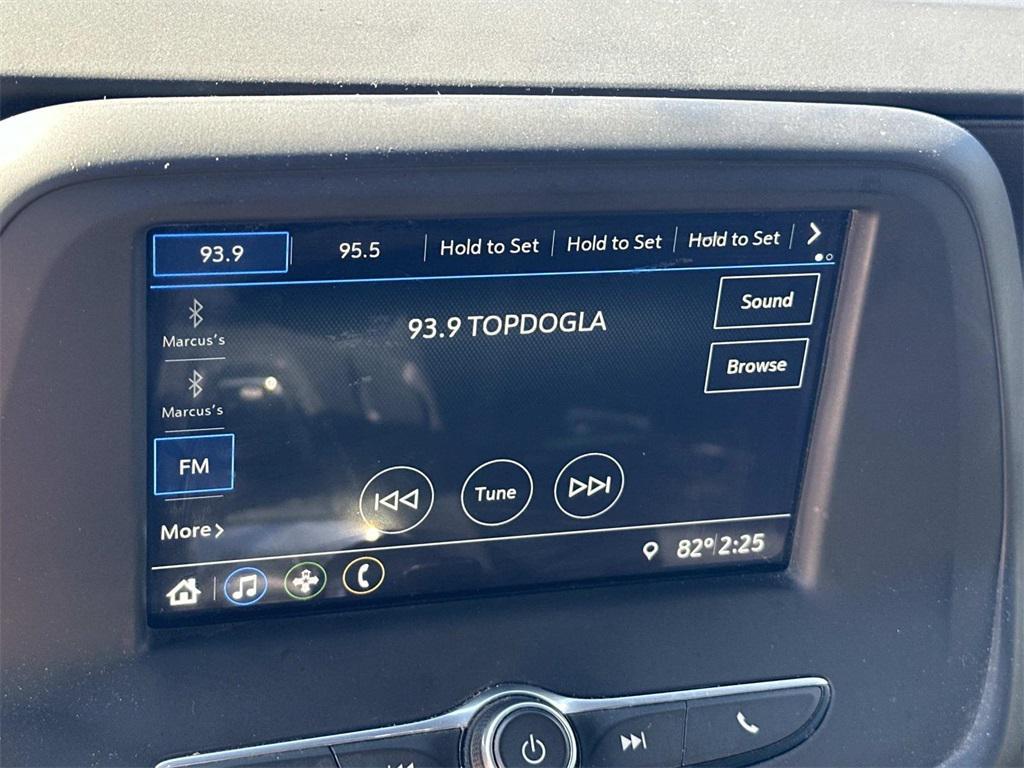 93.9 95.5 Hold to Set Hold to Set Hold to Set
Sound
Marcus's
93.9 TOPDOGLA
Browse
Marcus's
FM
Tune
More
82° 2:25